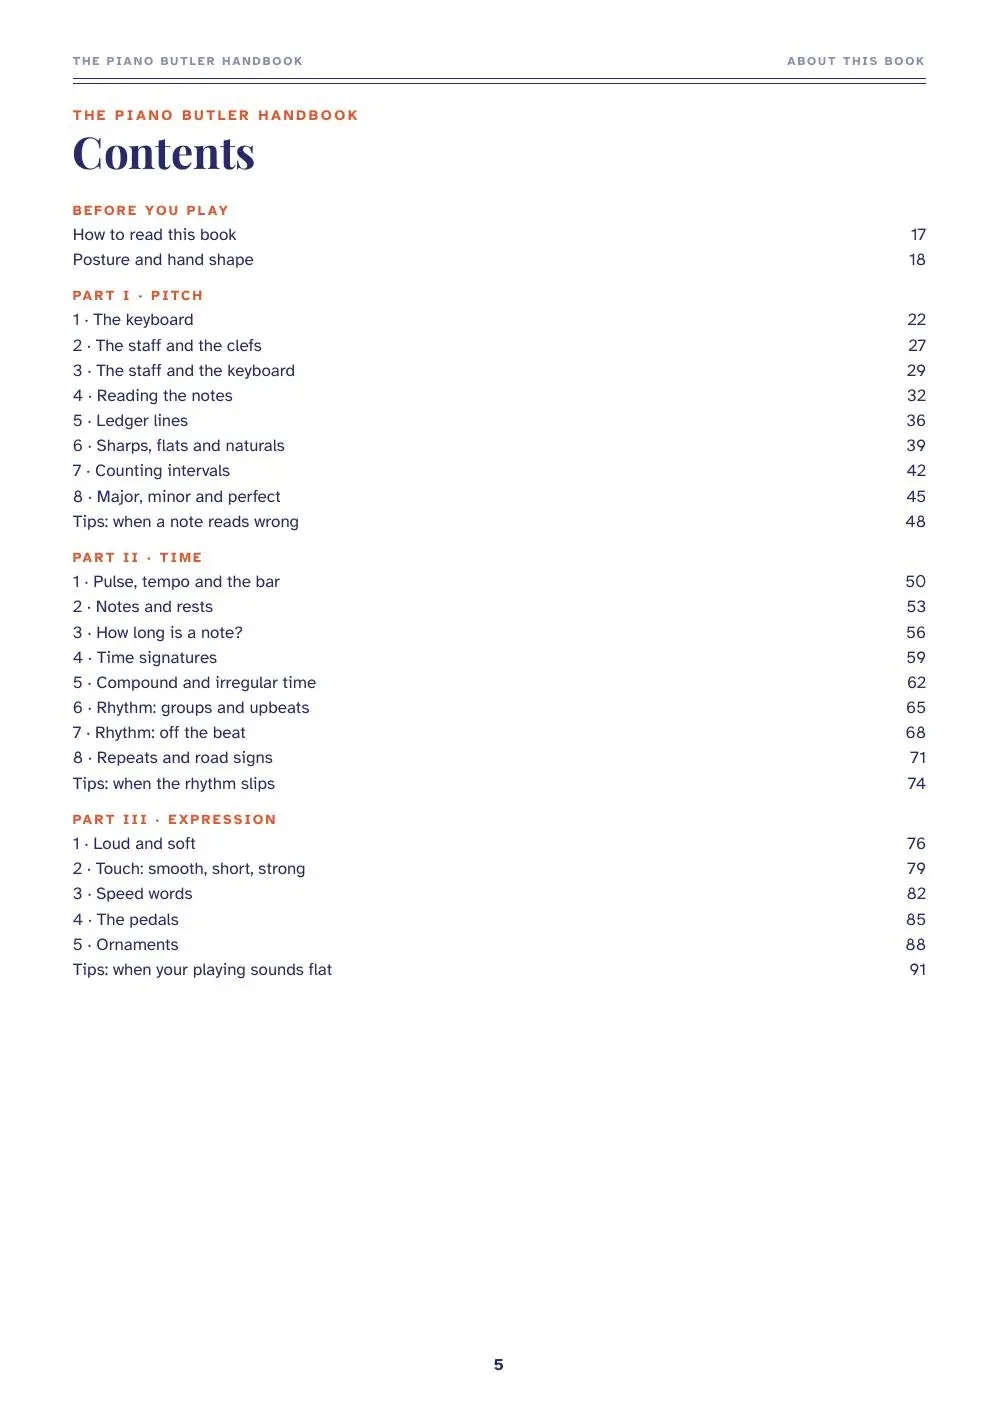 THE PIANO BUTLER HANDBOOK ABOUT THIS BOOK
THE PIANO BUTLER HANDBOOK
Contents
BEFORE YOU PLAY
How to read this book 17
Posture and hand shape 18
PART I · PITCH
1 · The keyboard 22
2 · The staff and the clefs 27
3 · The staff and the keyboard 29
4 · Reading the notes 32
5 · Ledger lines 36
6 · Sharps, flats and naturals 39
7 · Counting intervals 42
8 · Major, minor and perfect 45
Tips: when a note reads wrong 48
PART II · TIME
1 · Pulse, tempo and the bar 50
2 · Notes and rests 53
3 · How long is a note? 56
4 · Time signatures 59
5 · Compound and irregular time 62
6 · Rhythm: groups and upbeats 65
7 · Rhythm: off the beat 68
8 · Repeats and road signs 71
Tips: when the rhythm slips 74
PART III · EXPRESSION
1 · Loud and soft 76
2 · Touch: smooth, short, strong 79
3 · Speed words 82
4 · The pedals 85
5 · Ornaments 88
Tips: when your playing sounds flat 91
5